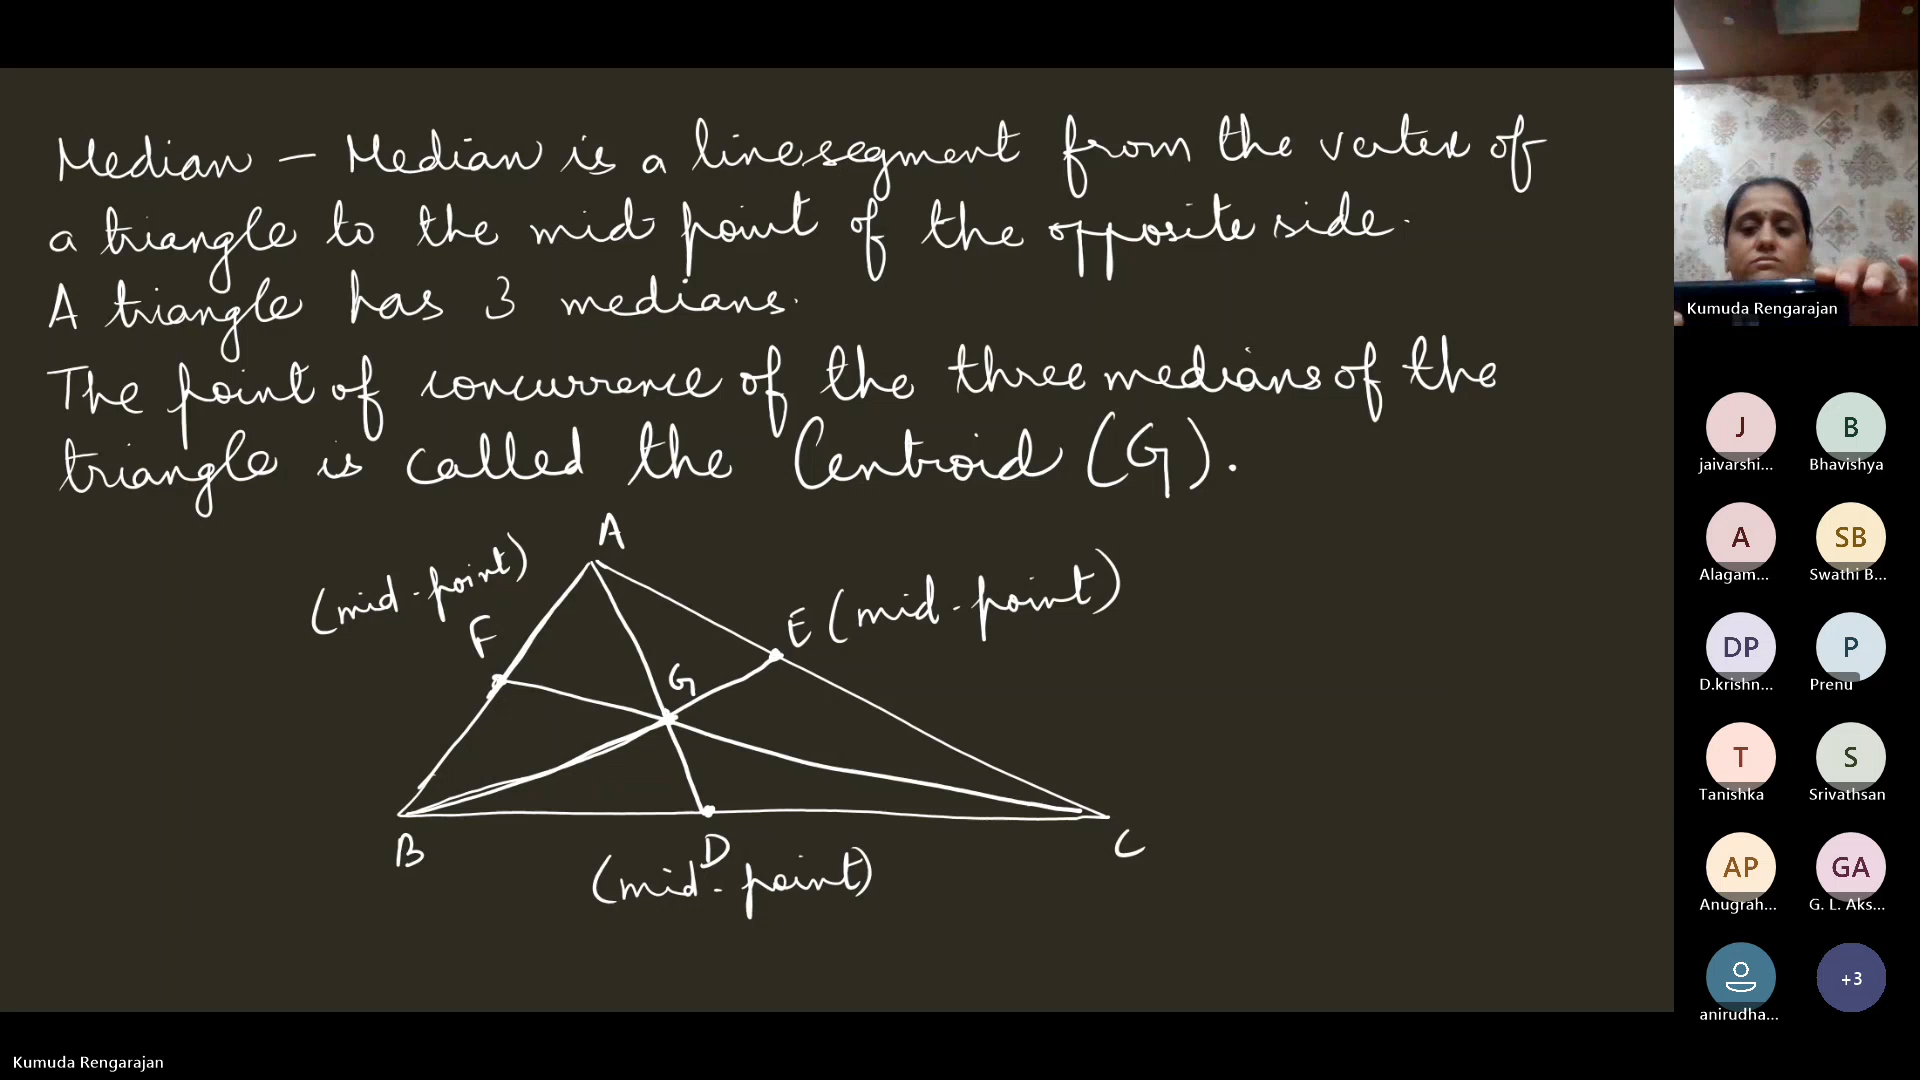 Median – Median is a line segment from the vertex of
a triangle to the mid-point of the opposite side.
A triangle has 3 medians.
The point of concurrence of the three medians of the
triangle is called the Centroid (G).
A
(mid-point)
F
E (mid-point)
G
B
D
C
(mid-point)
Kumuda Rengarajan
J
B
jaivarshi...
Bhavishya
A
SB
Alagam...
Swathi B...
DP
P
D.krishn...
Prenu
T
S
Tanishka
Srivathsan
AP
GA
Anugrah...
G. L. Aks...
+3
anirudha...
Kumuda Rengarajan